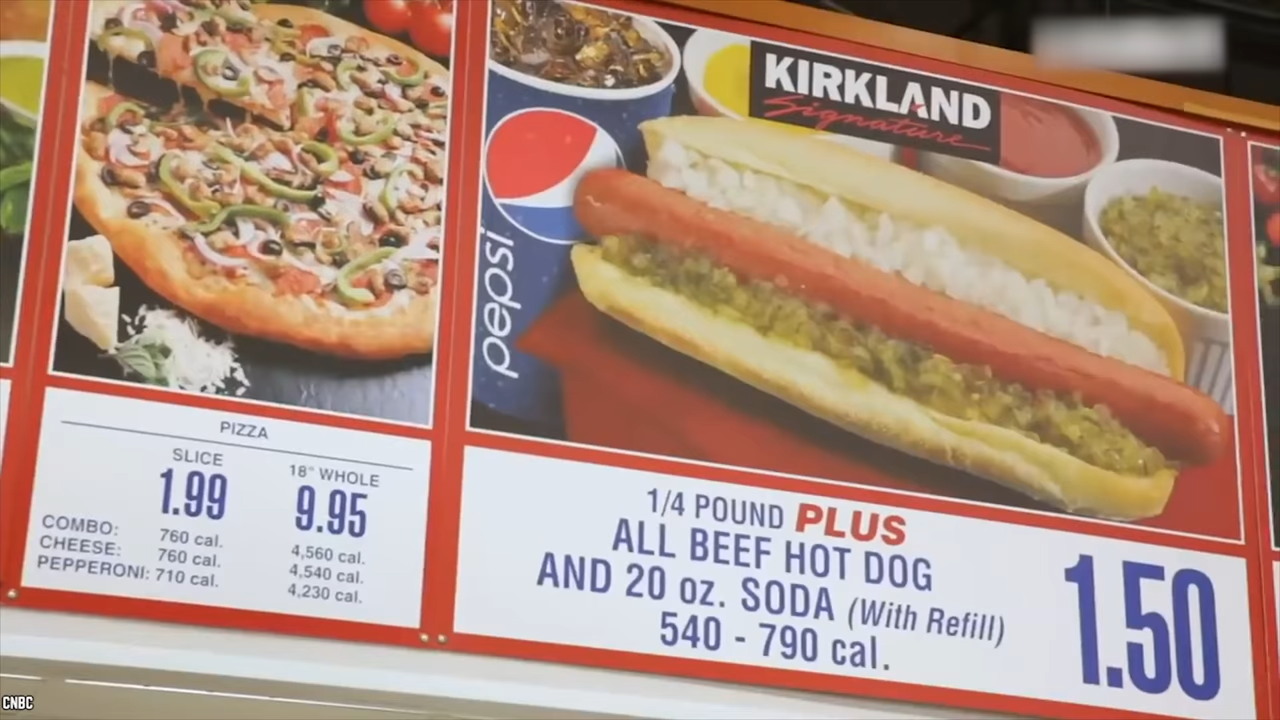 PIZZA
SLICE
18" WHOLE
1.99
9.95
COMBO: 760 cal. 4,560 cal.
CHEESE: 760 cal. 4,540 cal.
PEPPERONI: 710 cal. 4,230 cal.
pepsi
KIRKLAND
Signature
1/4 POUND PLUS
ALL BEEF HOT DOG
AND 20 oz. SODA (With Refill)
540 - 790 cal.
1.50
CNBC